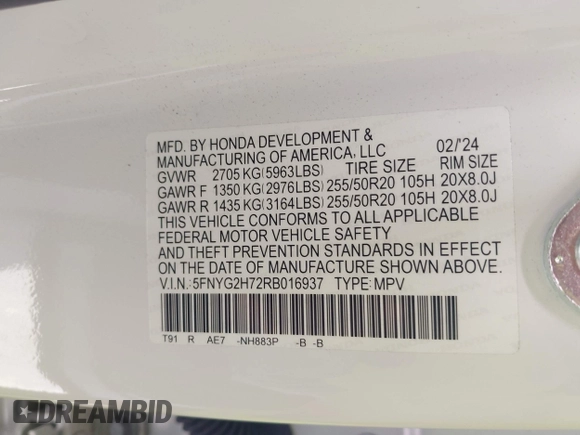 MFD. BY HONDA DEVELOPMENT &
MANUFACTURING OF AMERICA, LLC 02/'24
GVWR 2705 KG(5963LBS) TIRE SIZE RIM SIZE
GAWR F 1350 KG(2976LBS) 255/50R20 105H 20X8.0J
GAWR R 1435 KG(3164LBS) 255/50R20 105H 20X8.0J
THIS VEHICLE CONFORMS TO ALL APPLICABLE
FEDERAL MOTOR VEHICLE SAFETY
AND THEFT PREVENTION STANDARDS IN EFFECT
ON THE DATE OF MANUFACTURE SHOWN ABOVE.
V.I.N.:5FNYG2H72RB016937 TYPE:MPV
T91 R AE7 -NH883P -B -B
DREAMBID